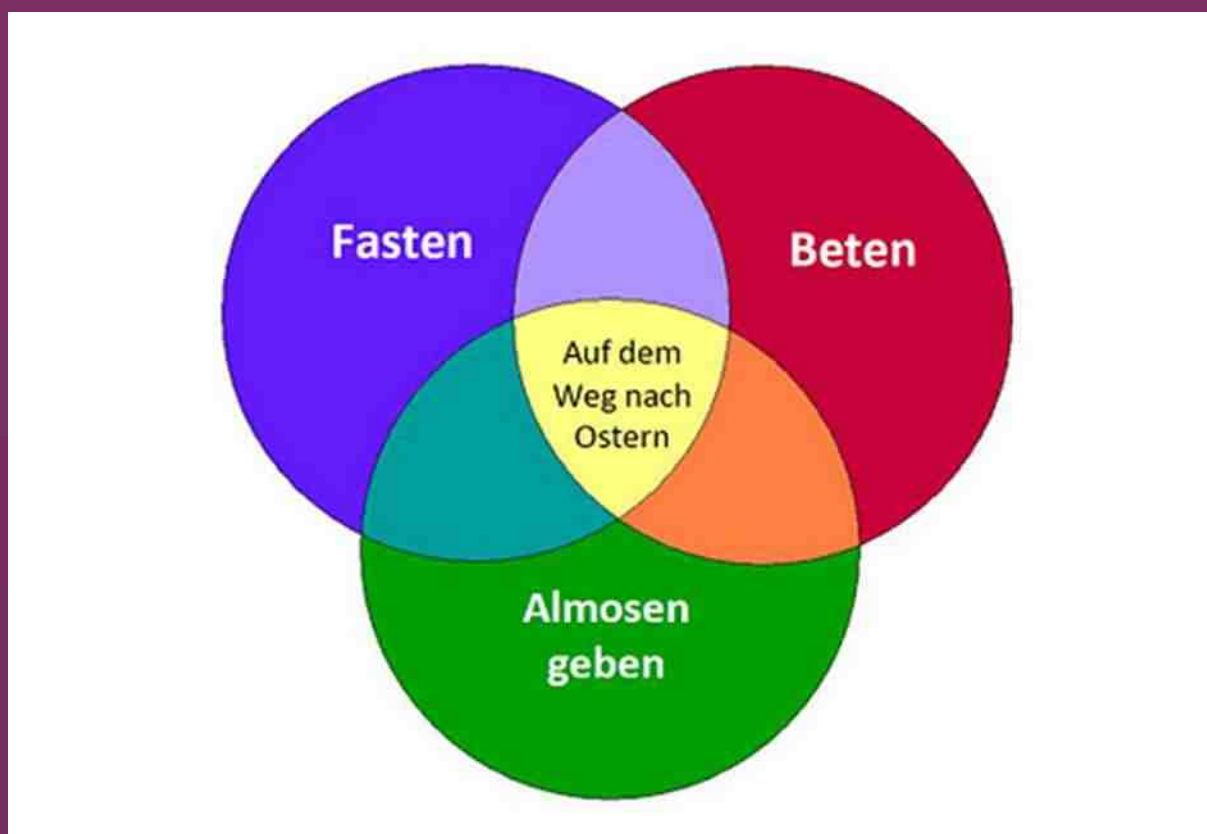 Fasten
Beten
Auf dem
Weg nach
Ostern
Almosen
geben